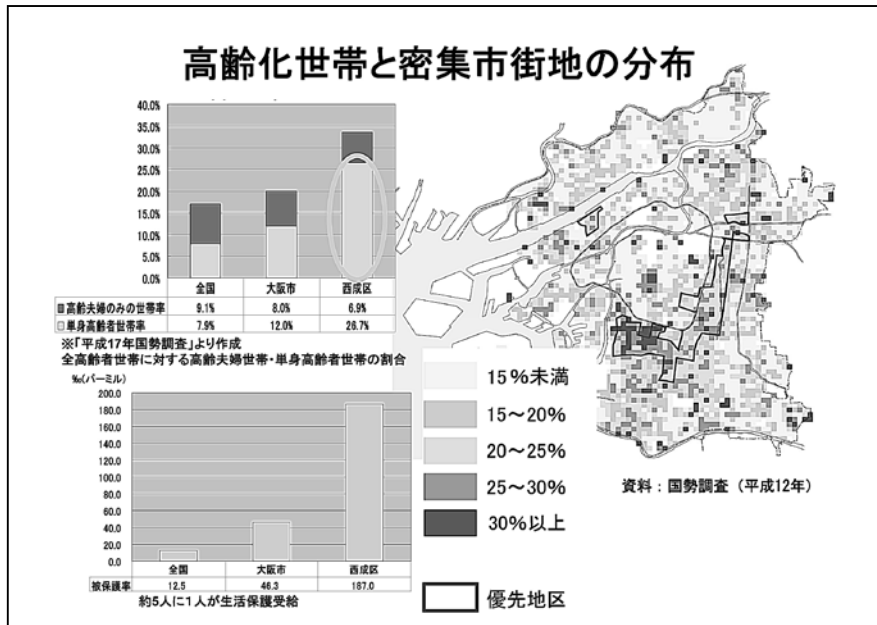 高齢化世帯と密集市街地の分布
40.0%
35.0%
30.0%
25.0%
20.0%
15.0%
10.0%
5.0%
0.0%
全国 大阪市 西成区
高齢夫婦のみの世帯率 9.1% 8.0% 6.9%
単身高齢者世帯率 7.9% 12.0% 26.7%
※「平成17年国勢調査」より作成
全高齢者世帯に対する高齢夫婦世帯・単身高齢者世帯の割合
‰(パーミル)
200.0
180.0
160.0
140.0
120.0
100.0
80.0
60.0
40.0
20.0
0.0
全国 大阪市 西成区
被保護率 12.5 46.3 187.0
約5人に1人が生活保護受給
15%未満
15~20%
20~25%
25~30%
30%以上
優先地区
資料:国勢調査(平成12年)